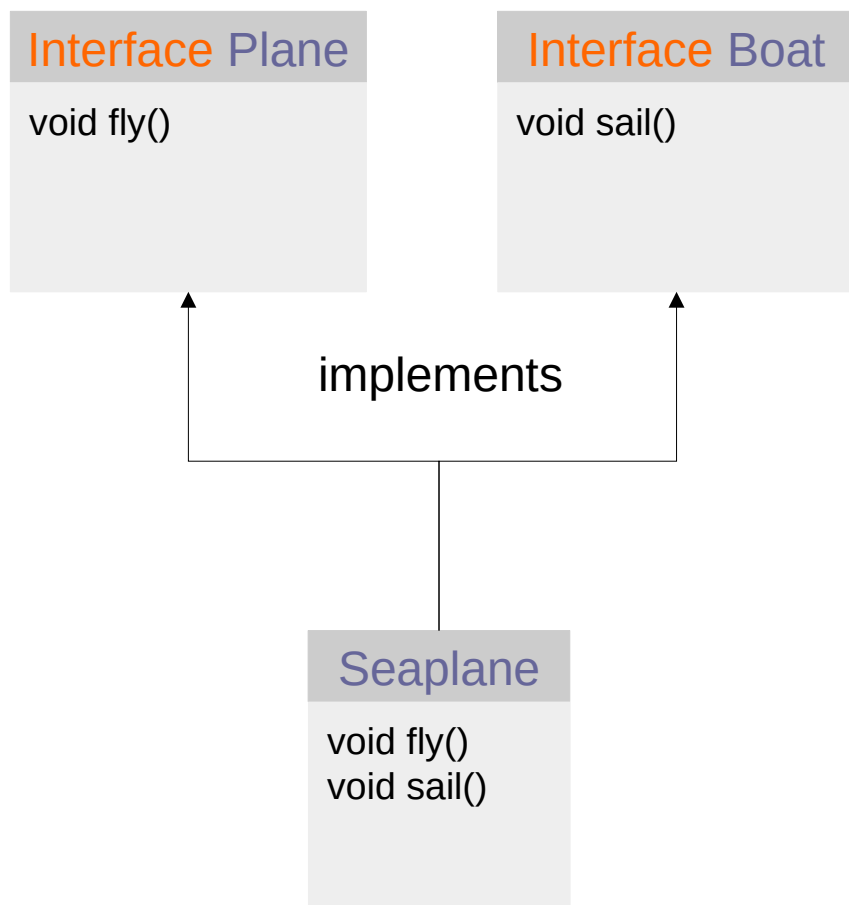 Interface Plane
void fly()
Interface Boat
void sail()
implements
Seaplane
void fly()
void sail()